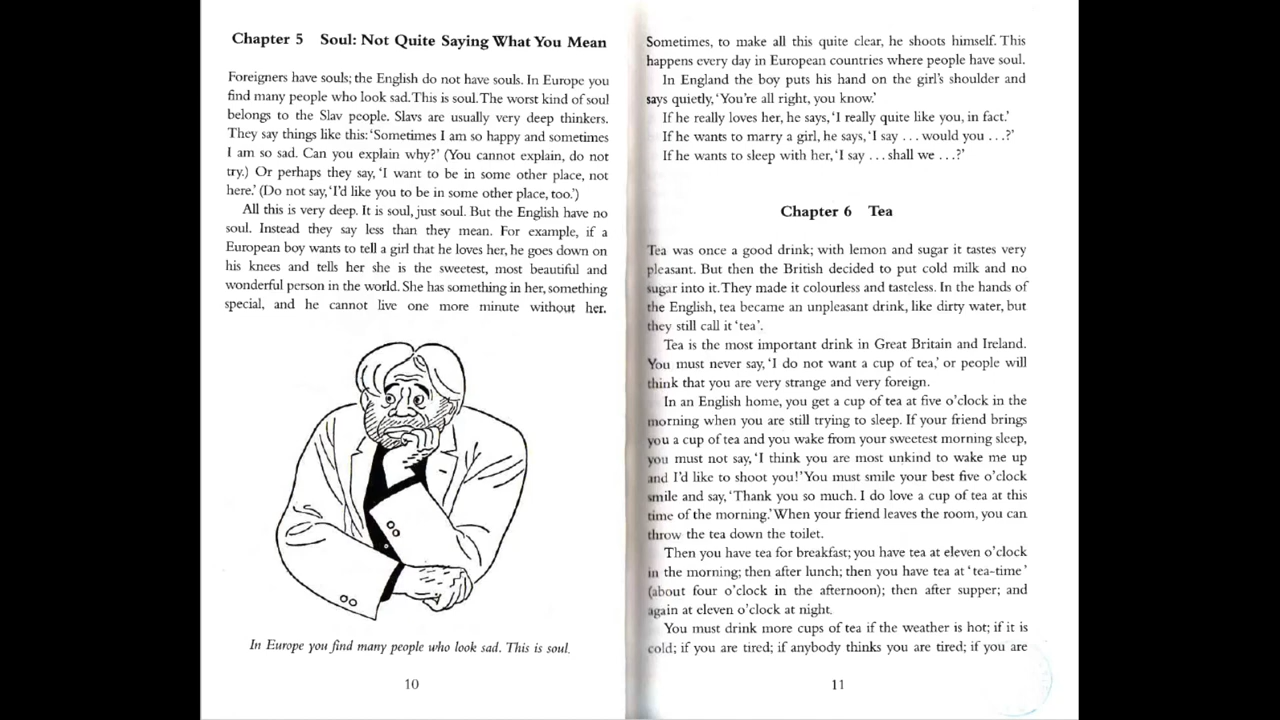 Chapter 5 Soul: Not Quite Saying What You Mean
Foreigners have souls; the English do not have souls. In Europe you
find many people who look sad. This is soul. The worst kind of soul
belongs to the Slav people. Slavs are usually very deep thinkers.
They say things like this: ‘Sometimes I am so happy and sometimes
I am so sad. Can you explain why?’ (You cannot explain, do not
try.) Or perhaps they say, ‘I want to be in some other place, not
here.’ (Do not say, ‘I’d like you to be in some other place, too.’)
All this is very deep. It is soul, just soul. But the English have no
soul. Instead they say less than they mean. For example, if a
European boy wants to tell a girl that he loves her, he goes down on
his knees and tells her she is the sweetest, most beautiful and
wonderful person in the world. She has something in her, something
special, and he cannot live one more minute without her.
In Europe you find many people who look sad. This is soul.
10
Sometimes, to make all this quite clear, he shoots himself. This
happens every day in European countries where people have soul.
In England the boy puts his hand on the girl’s shoulder and
says quietly, ‘You’re all right, you know.’
If he really loves her, he says, ‘I really quite like you, in fact.’
If he wants to marry a girl, he says, ‘I say . . . would you . . .?’
If he wants to sleep with her, ‘I say . . . shall we . . .?’
Chapter 6 Tea
Tea was once a good drink; with lemon and sugar it tastes very
pleasant. But then the British decided to put cold milk and no
sugar into it. They made it colourless and tasteless. In the hands of
the English, tea became an unpleasant drink, like dirty water, but
they still call it ‘tea’.
Tea is the most important drink in Great Britain and Ireland.
You must never say, ‘I do not want a cup of tea,’ or people will
think that you are very strange and very foreign.
In an English home, you get a cup of tea at five o’clock in the
morning when you are still trying to sleep. If your friend brings
you a cup of tea and you wake from your sweetest morning sleep,
you must not say, ‘I think you are most unkind to wake me up
and I’d like to shoot you!’ You must smile your best five o’clock
smile and say, ‘Thank you so much. I do love a cup of tea at this
time of the morning.’ When your friend leaves the room, you can
throw the tea down the toilet.
Then you have tea for breakfast; you have tea at eleven o’clock
in the morning; then after lunch; then you have tea at ‘tea-time’
(about four o’clock in the afternoon); then after supper; and
again at eleven o’clock at night.
You must drink more cups of tea if the weather is hot; if it is
cold; if you are tired; if anybody thinks you are tired; if you are
11